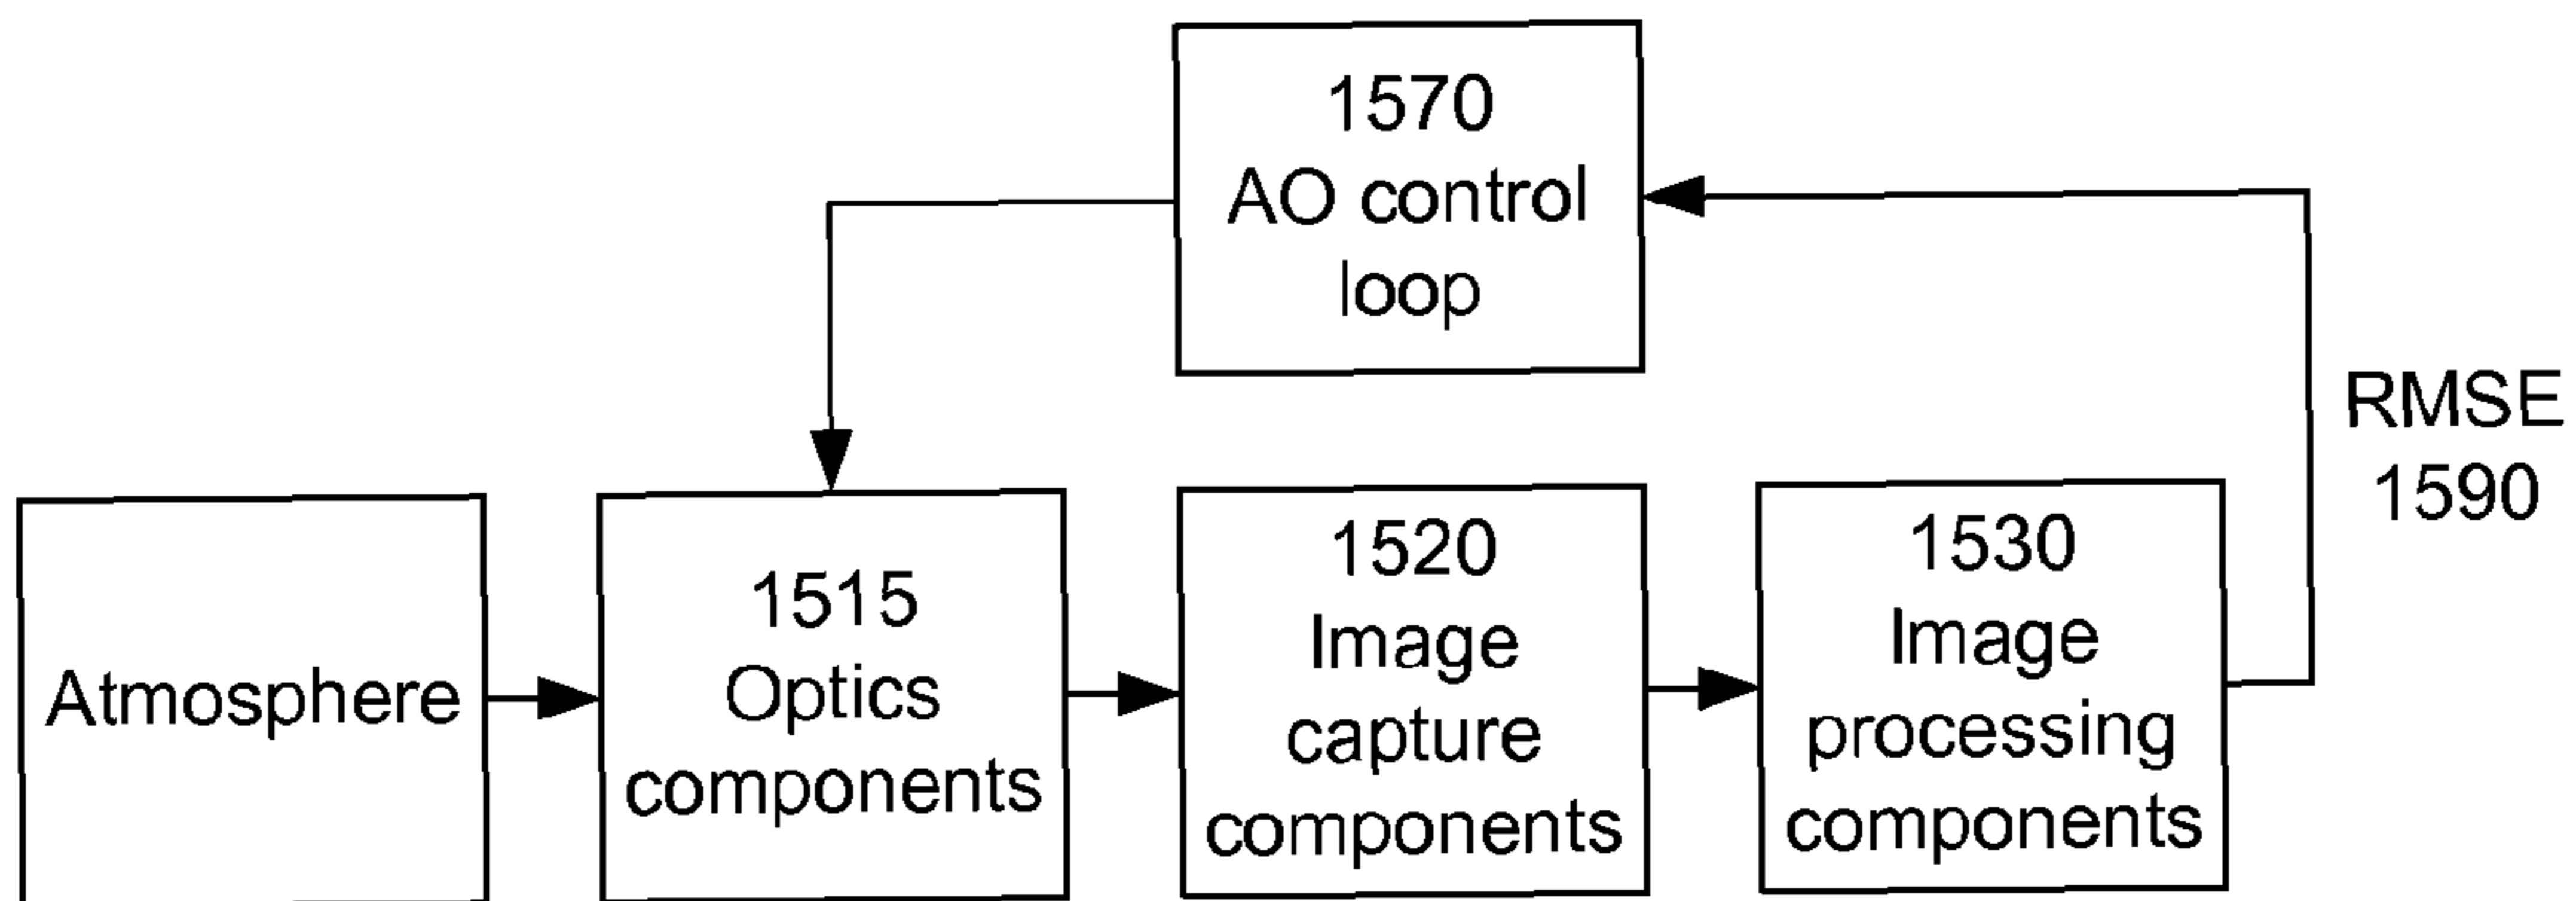 1570
AO control
loop
RMSE
1590
Atmosphere
1515
Optics
components
1520
Image
capture
components
1530
Image
processing
components